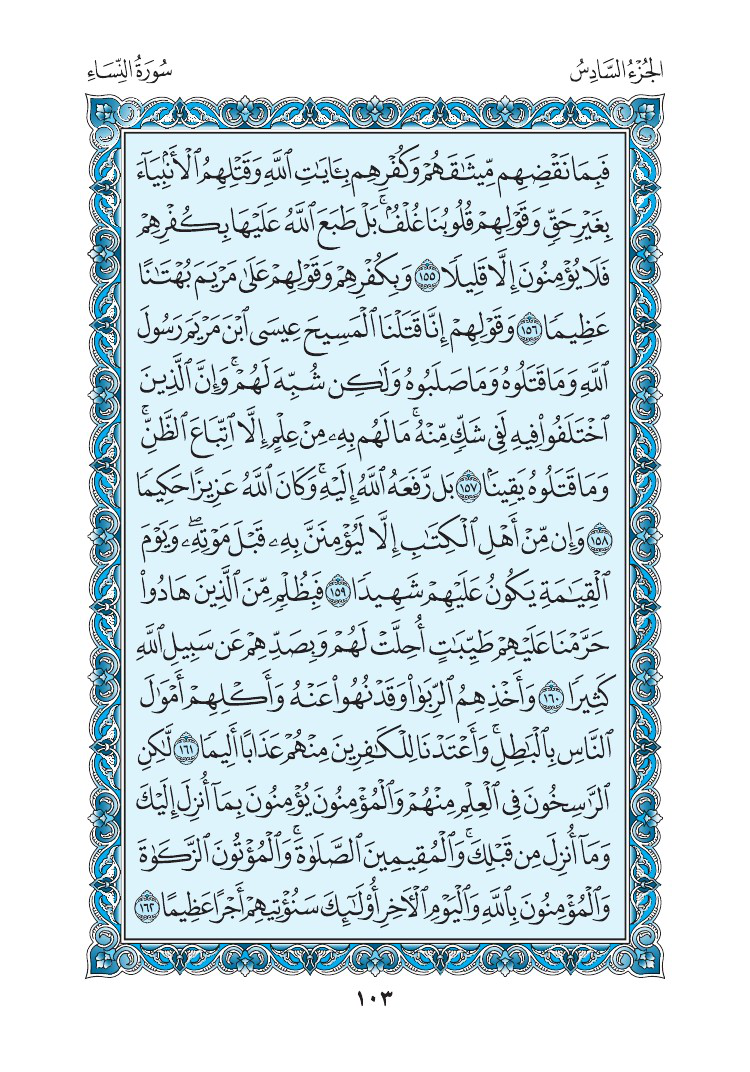 الجُزْءُ السَّادِسُ
سُورَةُ النِّسَاءِ
فَبِمَا نَقْضِهِم مِّيثَٰقَهُمْ وَكُفْرِهِم بِـَٔايَٰتِ ٱللَّهِ وَقَتْلِهِمُ ٱلْأَنۢبِيَآءَ
بِغَيْرِ حَقٍّ وَقَوْلِهِمْ قُلُوبُنَا غُلْفٌۢ ۚ بَلْ طَبَعَ ٱللَّهُ عَلَيْهَا بِكُفْرِهِمْ
فَلَا يُؤْمِنُونَ إِلَّا قَلِيلًا ١٥٥ وَبِكُفْرِهِمْ وَقَوْلِهِمْ عَلَىٰ مَرْيَمَ بُهْتَٰنًا
عَظِيمًا ١٥٦ وَقَوْلِهِمْ إِنَّا قَتَلْنَا ٱلْمَسِيحَ عِيسَى ٱبْنَ مَرْيَمَ رَسُولَ
ٱللَّهِ وَمَا قَتَلُوهُ وَمَا صَلَبُوهُ وَلَٰكِن شُبِّهَ لَهُمْ ۚ وَإِنَّ ٱلَّذِينَ
ٱخْتَلَفُوا۟ فِيهِ لَفِى شَكٍّ مِّنْهُ ۚ مَا لَهُم بِهِۦ مِنْ عِلْمٍ إِلَّا ٱتِّبَاعَ ٱلظَّنِّ ۚ
وَمَا قَتَلُوهُ يَقِينًۢا ١٥٧ بَل رَّفَعَهُ ٱللَّهُ إِلَيْهِ ۚ وَكَانَ ٱللَّهُ عَزِيزًا حَكِيمًا
١٥٨ وَإِن مِّنْ أَهْلِ ٱلْكِتَٰبِ إِلَّا لَيُؤْمِنَنَّ بِهِۦ قَبْلَ مَوْتِهِۦ ۖ وَيَوْمَ
ٱلْقِيَٰمَةِ يَكُونُ عَلَيْهِمْ شَهِيدًا ١٥٩ فَبِظُلْمٍ مِّنَ ٱلَّذِينَ هَادُوا۟
حَرَّمْنَا عَلَيْهِمْ طَيِّبَٰتٍ أُحِلَّتْ لَهُمْ وَبِصَدِّهِمْ عَن سَبِيلِ ٱللَّهِ
كَثِيرًا ١٦٠ وَأَخْذِهِمُ ٱلرِّبَوٰا۟ وَقَدْ نُهُوا۟ عَنْهُ وَأَكْلِهِمْ أَمْوَٰلَ
ٱلنَّاسِ بِٱلْبَٰطِلِ ۚ وَأَعْتَدْنَا لِلْكَٰفِرِينَ مِنْهُمْ عَذَابًا أَلِيمًا ١٦١ لَّٰكِنِ
ٱلرَّٰسِخُونَ فِى ٱلْعِلْمِ مِنْهُمْ وَٱلْمُؤْمِنُونَ يُؤْمِنُونَ بِمَآ أُنزِلَ إِلَيْكَ
وَمَآ أُنزِلَ مِن قَبْلِكَ ۚ وَٱلْمُقِيمِينَ ٱلصَّلَوٰةَ ۚ وَٱلْمُؤْتُونَ ٱلزَّكَوٰةَ
وَٱلْمُؤْمِنُونَ بِٱللَّهِ وَٱلْيَوْمِ ٱلْءَاخِرِ أُو۟لَٰٓئِكَ سَنُؤْتِيهِمْ أَجْرًا عَظِيمًا ١٦٢
١٠٣